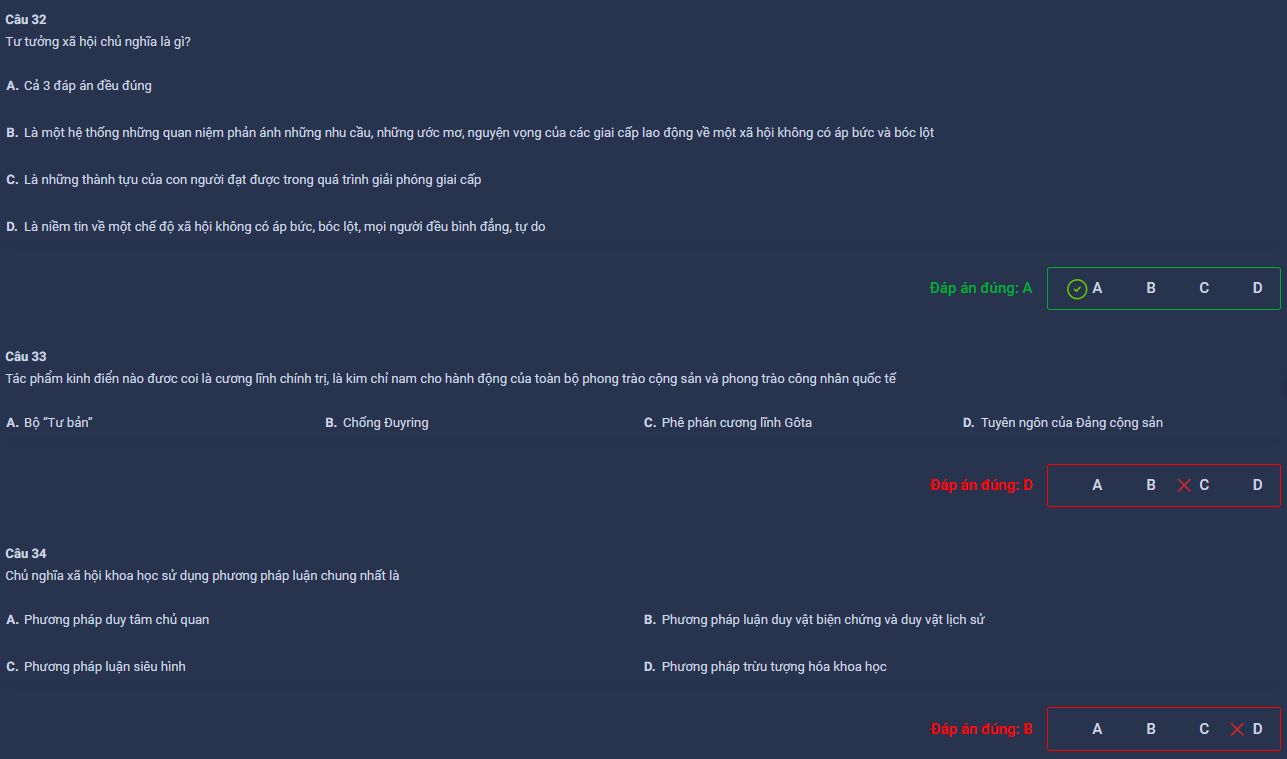 Câu 32
Tư tưởng xã hội chủ nghĩa là gì?
A. Cả 3 đáp án đều đúng
B. Là một hệ thống những quan niệm phản ánh những nhu cầu, những ước mơ, nguyện vọng của các giai cấp lao động về một xã hội không có áp bức và bóc lột
C. Là những thành tựu của con người đạt được trong quá trình giải phóng giai cấp
D. Là niềm tin về một chế độ xã hội không có áp bức, bóc lột, mọi người đều bình đẳng, tự do
Đáp án đúng: A A B C D
Câu 33
Tác phẩm kinh điển nào đươc coi là cương lĩnh chính trị, là kim chỉ nam cho hành động của toàn bộ phong trào cộng sản và phong trào công nhân quốc tế
A. Bộ “Tư bản” B. Chống Đuyring C. Phê phán cương lĩnh Gôta D. Tuyên ngôn của Đảng cộng sản
Đáp án đúng: D A B C D
Câu 34
Chủ nghĩa xã hội khoa học sử dụng phương pháp luận chung nhất là
A. Phương pháp duy tâm chủ quan B. Phương pháp luận duy vật biện chứng và duy vật lịch sử
C. Phương pháp luận siêu hình D. Phương pháp trừu tượng hóa khoa học
Đáp án đúng: B A B C D